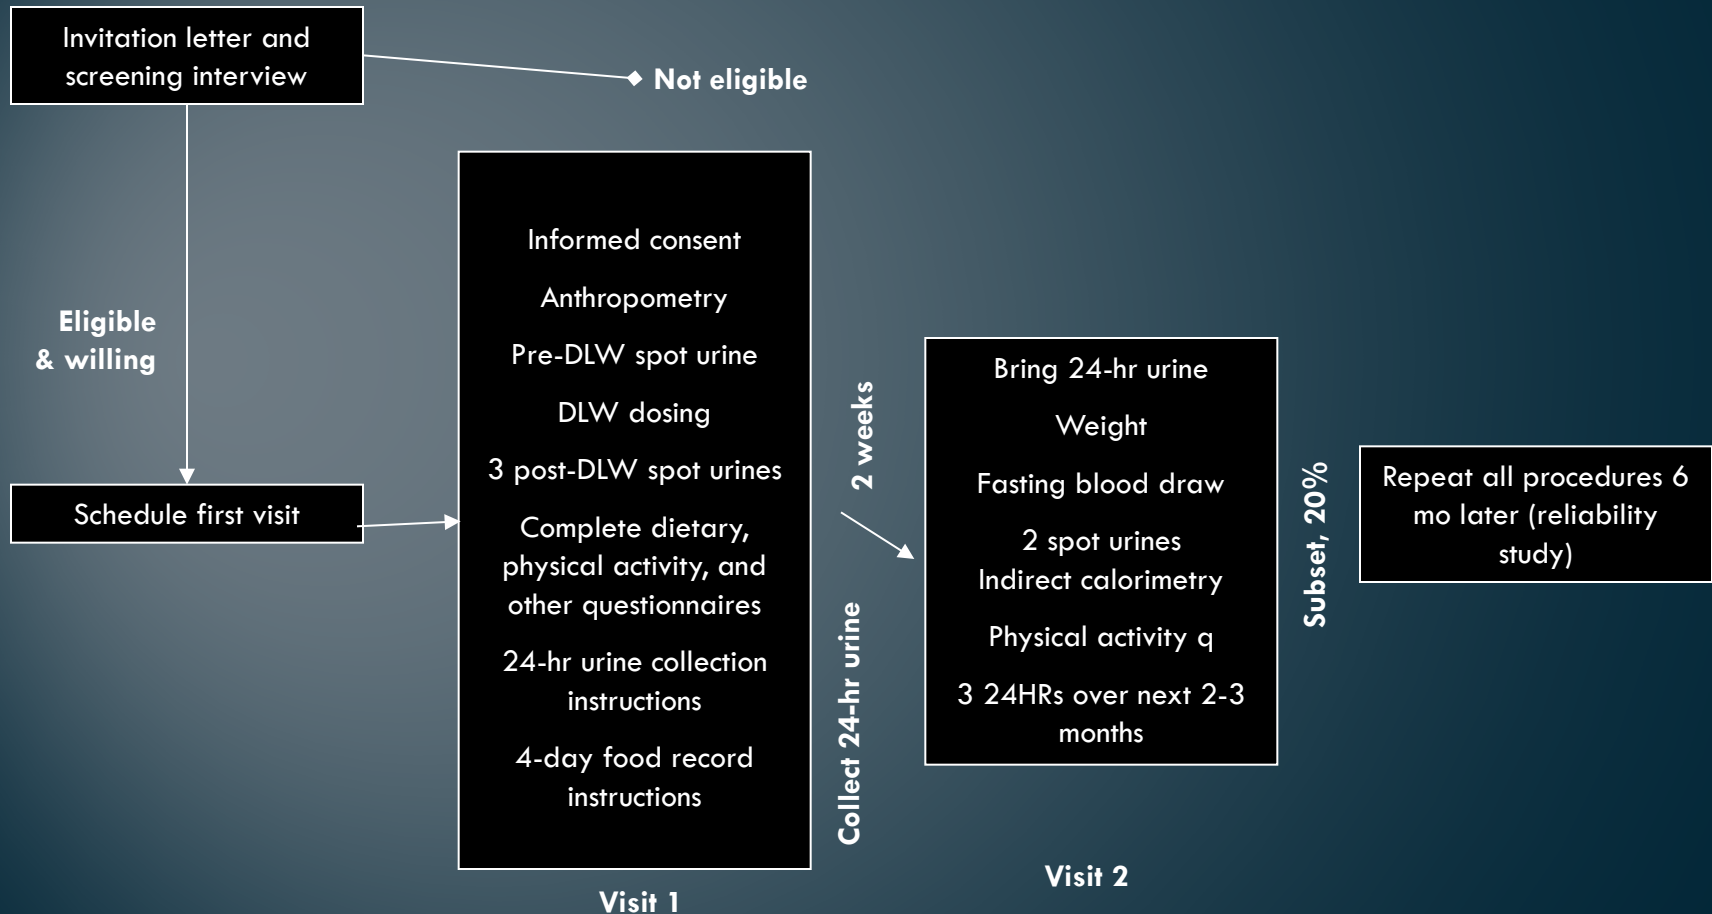 Invitation letter and
screening interview
Not eligible
Eligible
& willing
Schedule first visit
Informed consent
Anthropometry
Pre-DLW spot urine
DLW dosing
3 post-DLW spot urines
Complete dietary,
physical activity, and
other questionnaires
24-hr urine collection
instructions
4-day food record
instructions
Visit 1
2 weeks
Collect 24-hr urine
Bring 24-hr urine
Weight
Fasting blood draw
2 spot urines
Indirect calorimetry
Physical activity q
3 24HRs over next 2-3
months
Visit 2
Subset, 20%
Repeat all procedures 6
mo later (reliability
study)